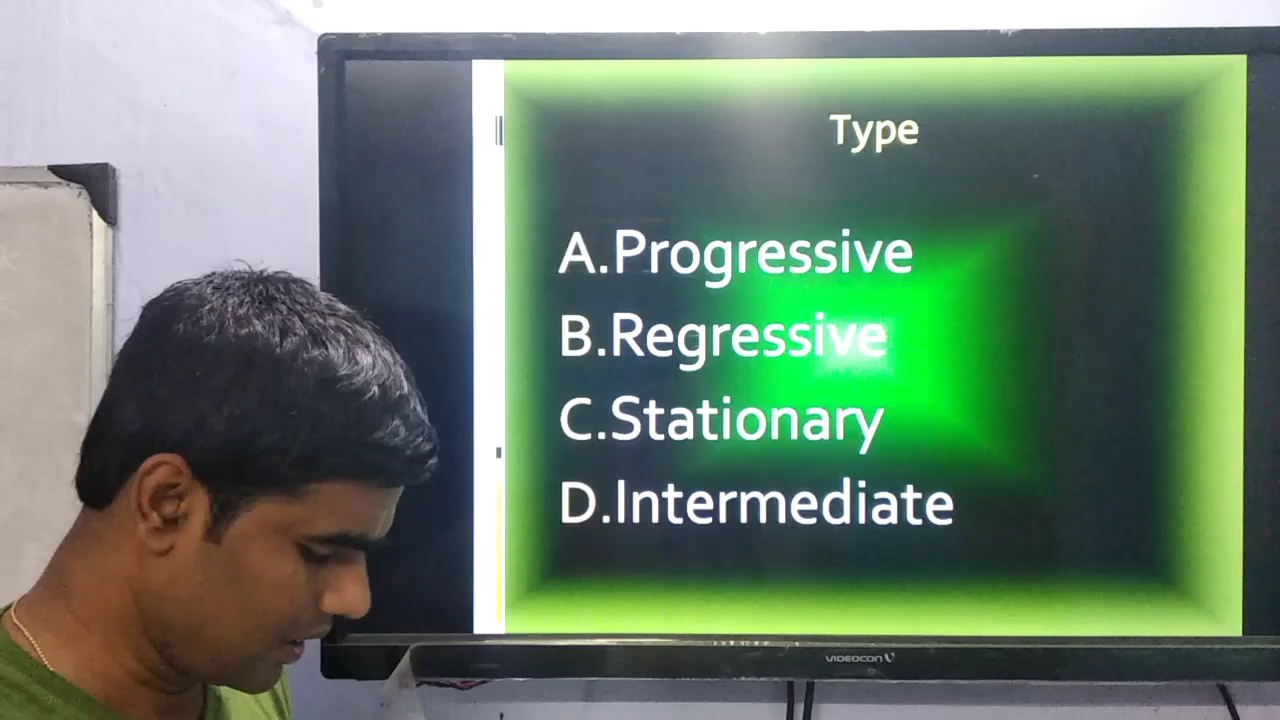 Type
A.Progressive
B.Regressive
C.Stationary
D.Intermediate
VIDEOCON